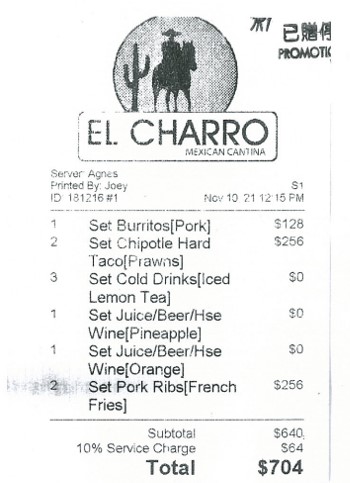 已贈停
PROMOTIO
EL CHARRO
MEXICAN CANTINA
Server: Agnes
Printed By: Joey S1
ID: 181216 #1 Nov 10 '21 12:15 PM
1 Set Burritos[Pork] $128
2 Set Chipotle Hard $256
Taco[Prawns]
3 Set Cold Drinks[Iced $0
Lemon Tea]
1 Set Juice/Beer/Hse $0
Wine[Pineapple]
1 Set Juice/Beer/Hse $0
Wine[Orange]
2 Set Pork Ribs[French $256
Fries]
Subtotal $640
10% Service Charge $64
Total $704